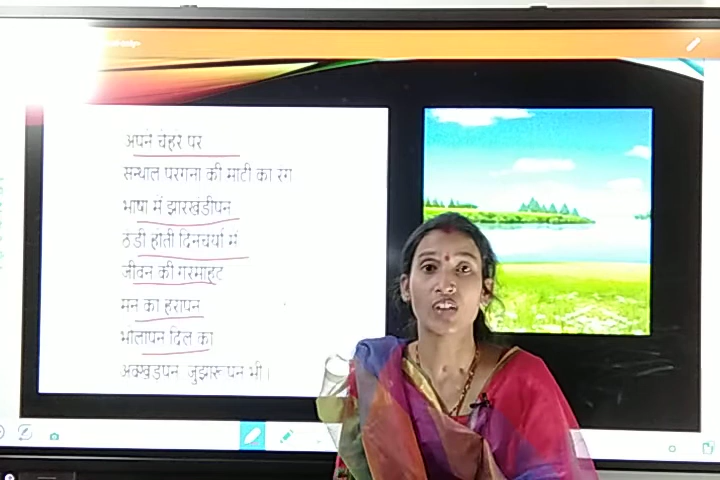 अपने चेहरे पर
सन्थाल परगना की माटी का रंग
भाषा में झारखंडीपन
ठंडी होती दिनचर्या में
जीवन की गरमाहट
मन का हरापन
भोलापन दिल का
अक्खड़पन जुझारूपन भी।